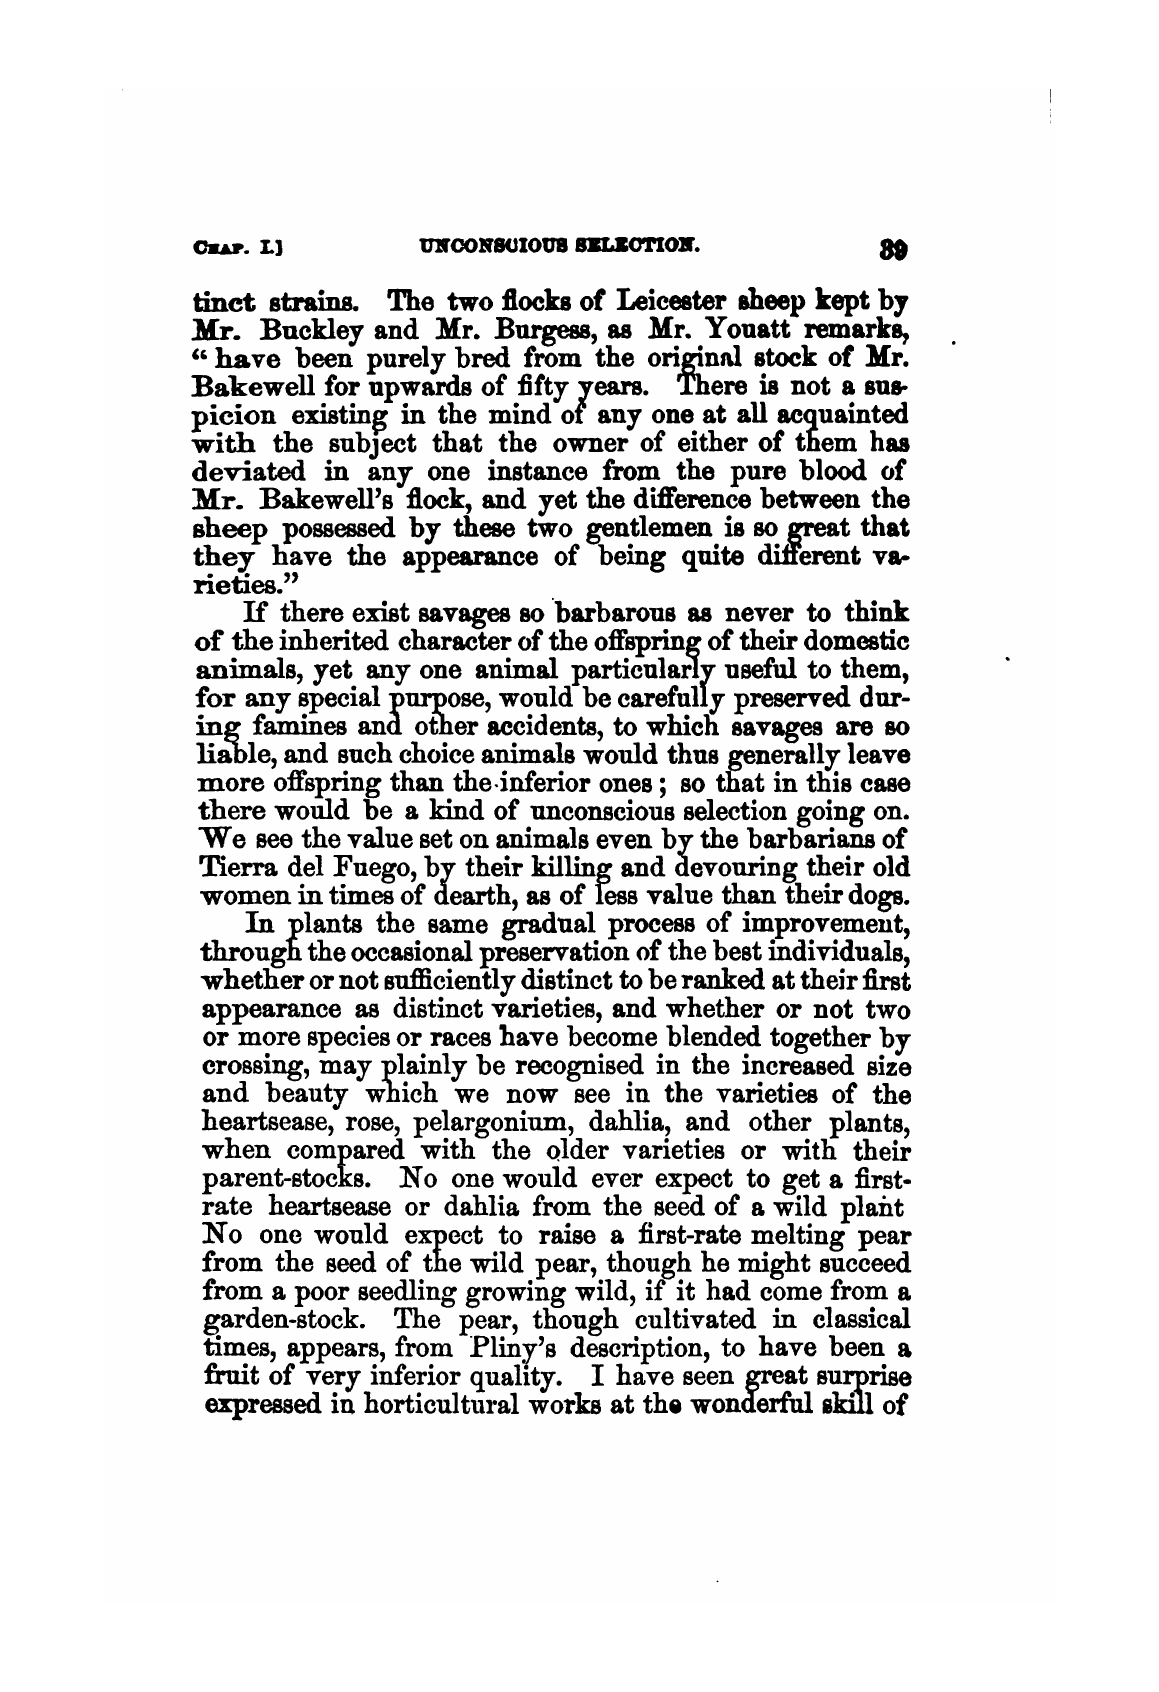 CHAP. I.] UNCONSCIOUS SELECTION. 39
tinct strains. The two flocks of Leicester sheep kept by
Mr. Buckley and Mr. Burgess, as Mr. Youatt remarks,
“have been purely bred from the original stock of Mr.
Bakewell for upwards of fifty years. There is not a sus-
picion existing in the mind of any one at all acquainted
with the subject that the owner of either of them has
deviated in any one instance from the pure blood of
Mr. Bakewell’s flock, and yet the difference between the
sheep possessed by these two gentlemen is so great that
they have the appearance of being quite different va-
rieties.”
If there exist savages so barbarous as never to think
of the inherited character of the offspring of their domestic
animals, yet any one animal particularly useful to them,
for any special purpose, would be carefully preserved dur-
ing famines and other accidents, to which savages are so
liable, and such choice animals would thus generally leave
more offspring than the inferior ones; so that in this case
there would be a kind of unconscious selection going on.
We see the value set on animals even by the barbarians of
Tierra del Fuego, by their killing and devouring their old
women in times of dearth, as of less value than their dogs.
In plants the same gradual process of improvement,
through the occasional preservation of the best individuals,
whether or not sufficiently distinct to be ranked at their first
appearance as distinct varieties, and whether or not two
or more species or races have become blended together by
crossing, may plainly be recognised in the increased size
and beauty which we now see in the varieties of the
heartsease, rose, pelargonium, dahlia, and other plants,
when compared with the older varieties or with their
parent-stocks. No one would ever expect to get a first-
rate heartsease or dahlia from the seed of a wild plant
No one would expect to raise a first-rate melting pear
from the seed of the wild pear, though he might succeed
from a poor seedling growing wild, if it had come from a
garden-stock. The pear, though cultivated in classical
times, appears, from Pliny’s description, to have been a
fruit of very inferior quality. I have seen great surprise
expressed in horticultural works at the wonderful skill of